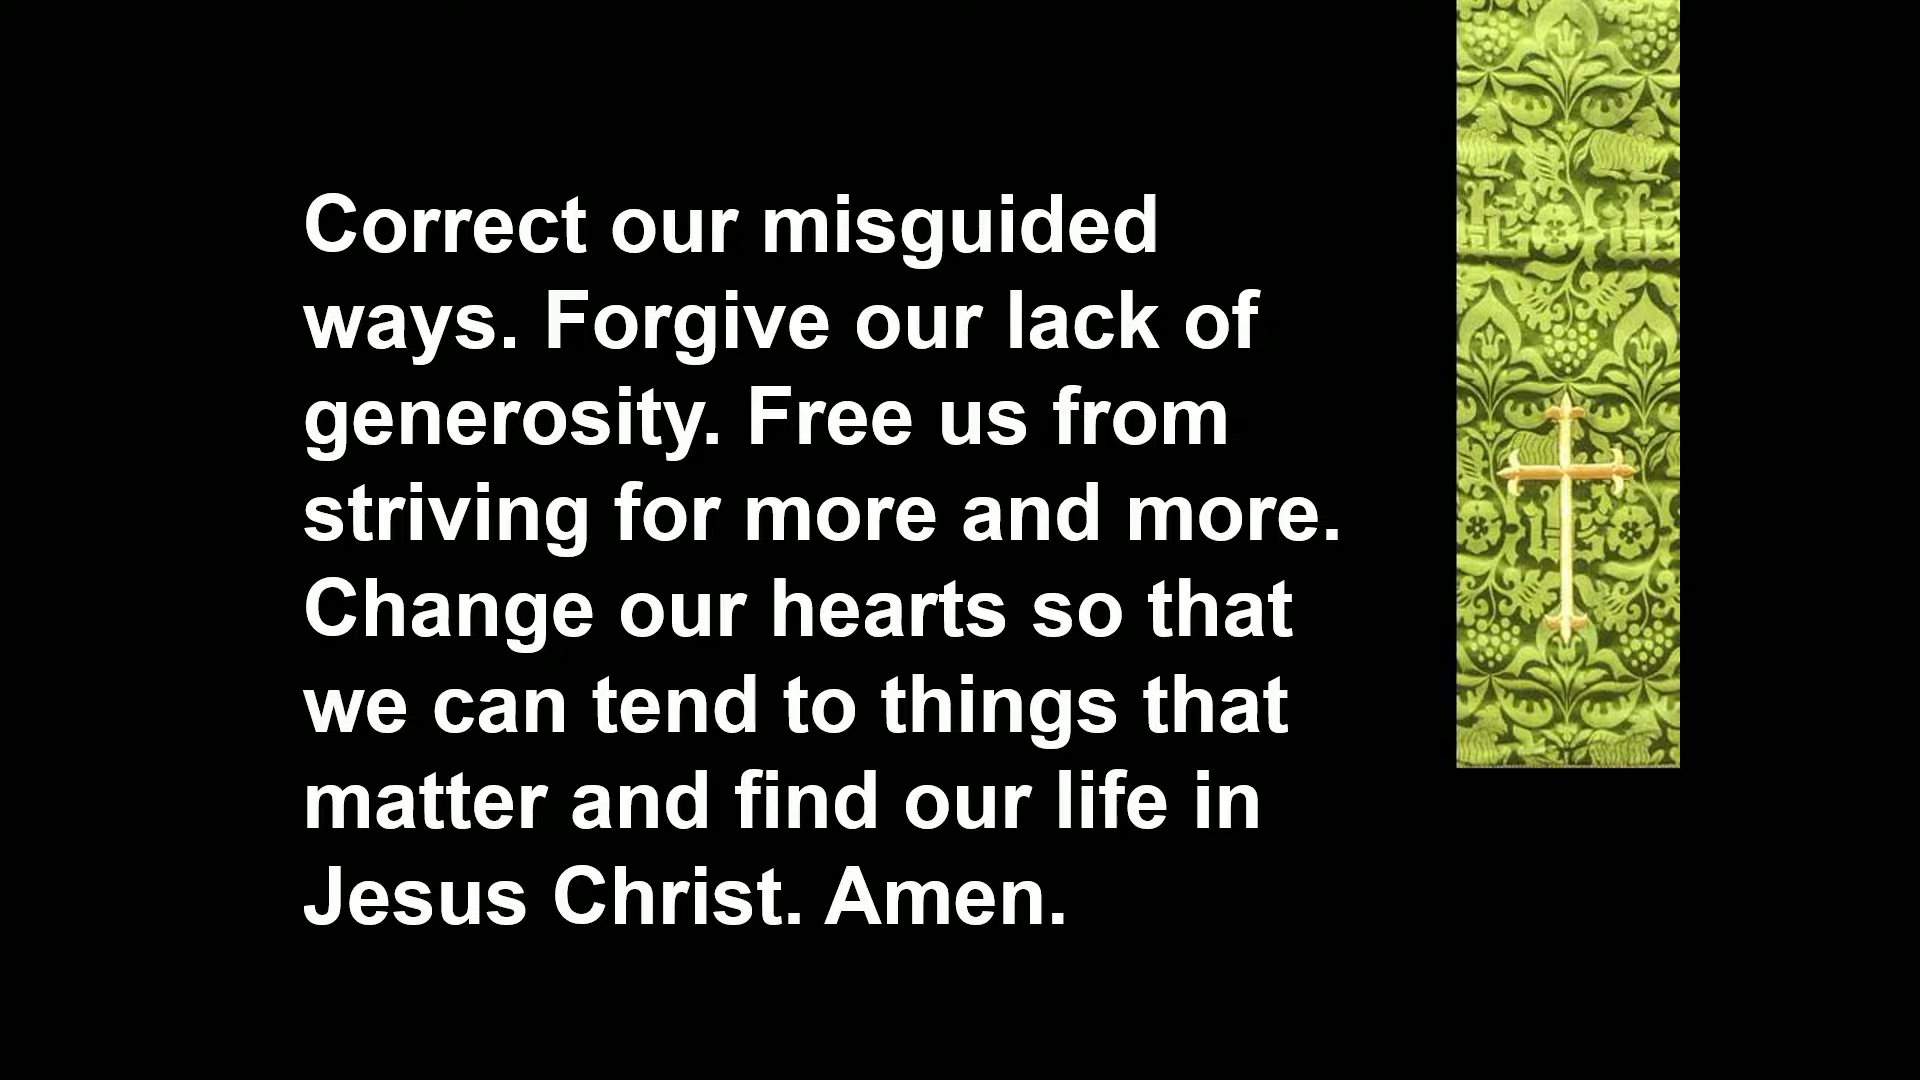 Correct our misguided
ways. Forgive our lack of
generosity. Free us from
striving for more and more.
Change our hearts so that
we can tend to things that
matter and find our life in
Jesus Christ. Amen.